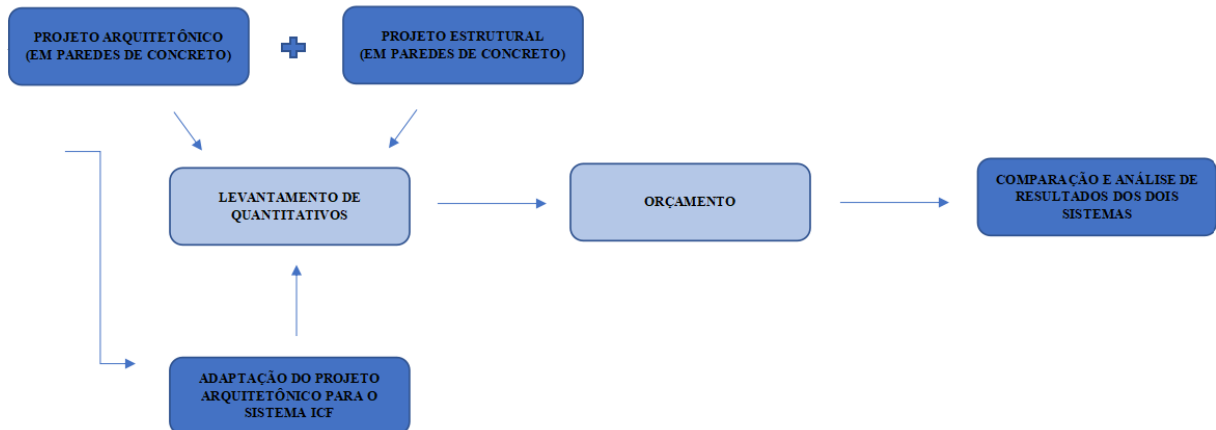 PROJETO ARQUITETÔNICO
(EM PAREDES DE CONCRETO)
PROJETO ESTRUTURAL
(EM PAREDES DE CONCRETO)
LEVANTAMENTO DE
QUANTITATIVOS
ORÇAMENTO
COMPARAÇÃO E ANÁLISE DE
RESULTADOS DOS DOIS
SISTEMAS
ADAPTAÇÃO DO PROJETO
ARQUITETÔNICO PARA O
SISTEMA ICF